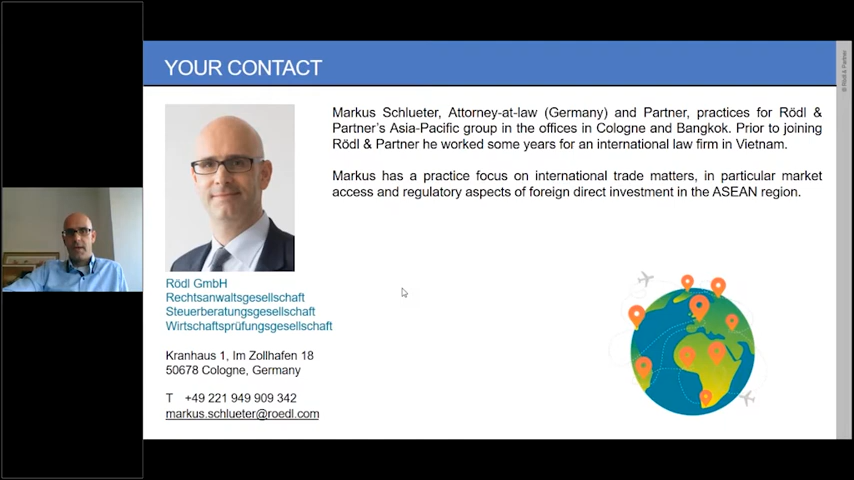 YOUR CONTACT
© Rödl & Partner
Markus Schlueter, Attorney-at-law (Germany) and Partner, practices for Rödl &
Partner's Asia-Pacific group in the offices in Cologne and Bangkok. Prior to joining
Rödl & Partner he worked some years for an international law firm in Vietnam.
Markus has a practice focus on international trade matters, in particular market
access and regulatory aspects of foreign direct investment in the ASEAN region.
Rödl GmbH
Rechtsanwaltsgesellschaft
Steuerberatungsgesellschaft
Wirtschaftsprüfungsgesellschaft
Kranhaus 1, Im Zollhafen 18
50678 Cologne, Germany
T +49 221 949 909 342
markus.schlueter@roedl.com